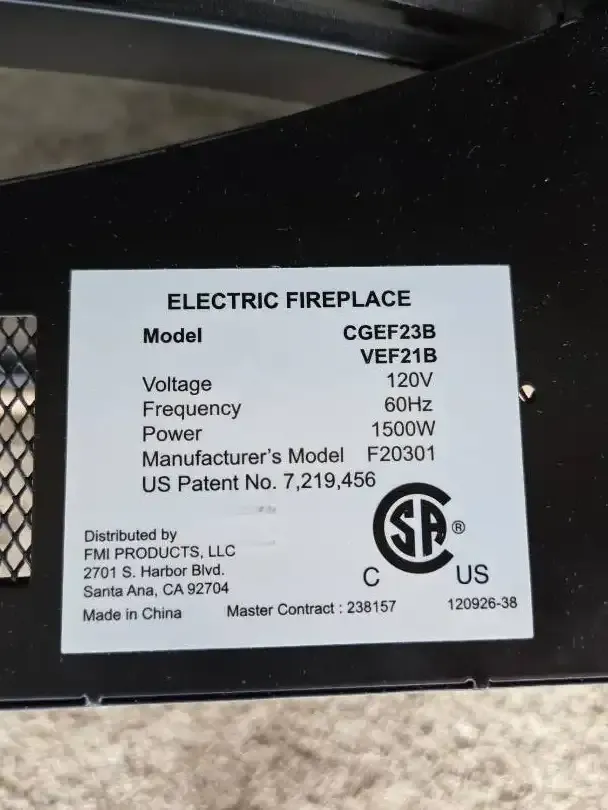 ELECTRIC FIREPLACE
Model CGEF23B
VEF21B
Voltage 120V
Frequency 60Hz
Power 1500W
Manufacturer's Model F20301
US Patent No. 7,219,456
Distributed by
FMI PRODUCTS, LLC
2701 S. Harbor Blvd.
Santa Ana, CA 92704
SA ®
C US
Made in China Master Contract : 238157 120926-38